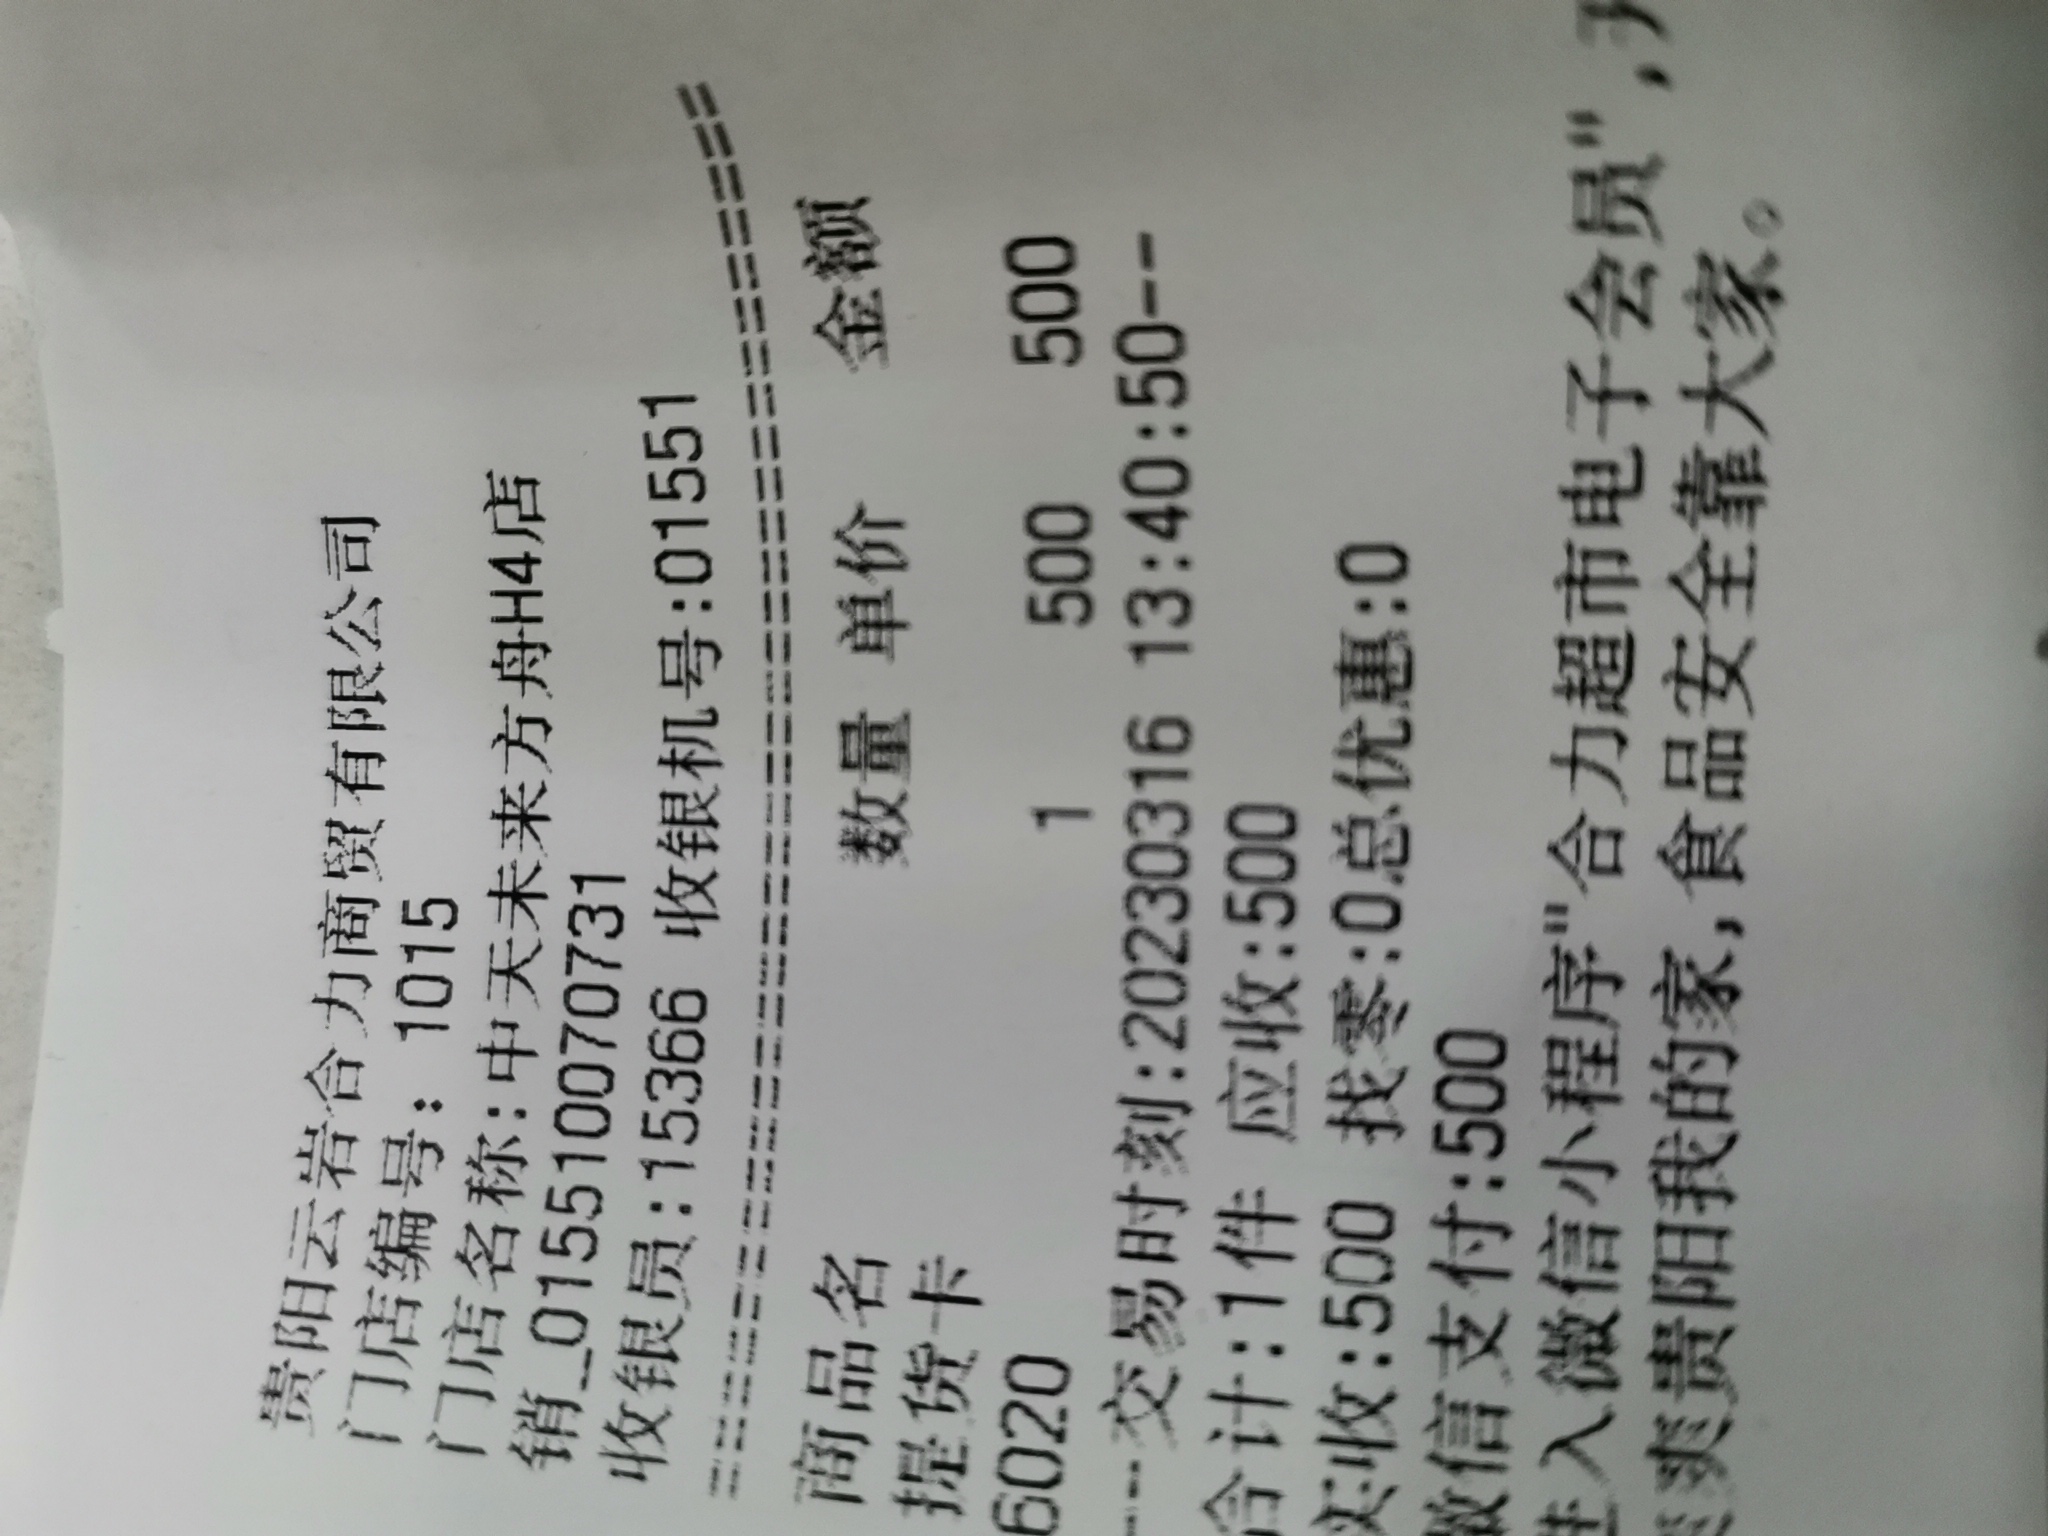 贵阳云岩合力商贸有限公司
门店编号: 1015
门店名称:中天未来方舟H4店
销_015510070731
收银员:15366 收银机号:01551
================================
商品名 数量 单价 金额
提货卡
6020 1 500 500
---交易时刻:20230316 13:40:50--
合计:1件 应收:500
实收:500 找零:0总优惠:0
微信支付:500
进入微信小程序"合力超市电子会员",
爽爽贵阳我的家,食品安全靠大家。